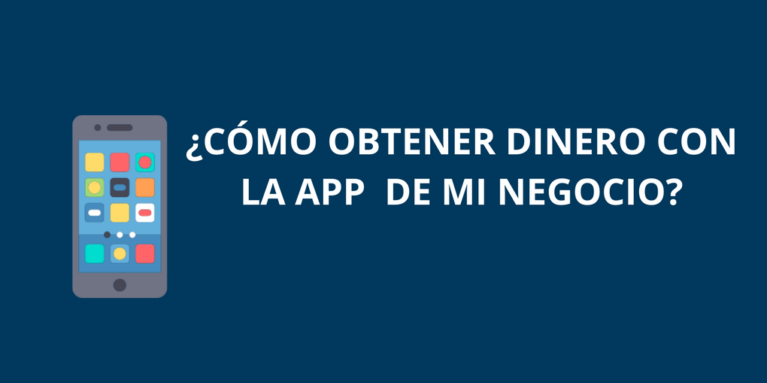 ¿CÓMO OBTENER DINERO CON
LA APP DE MI NEGOCIO?